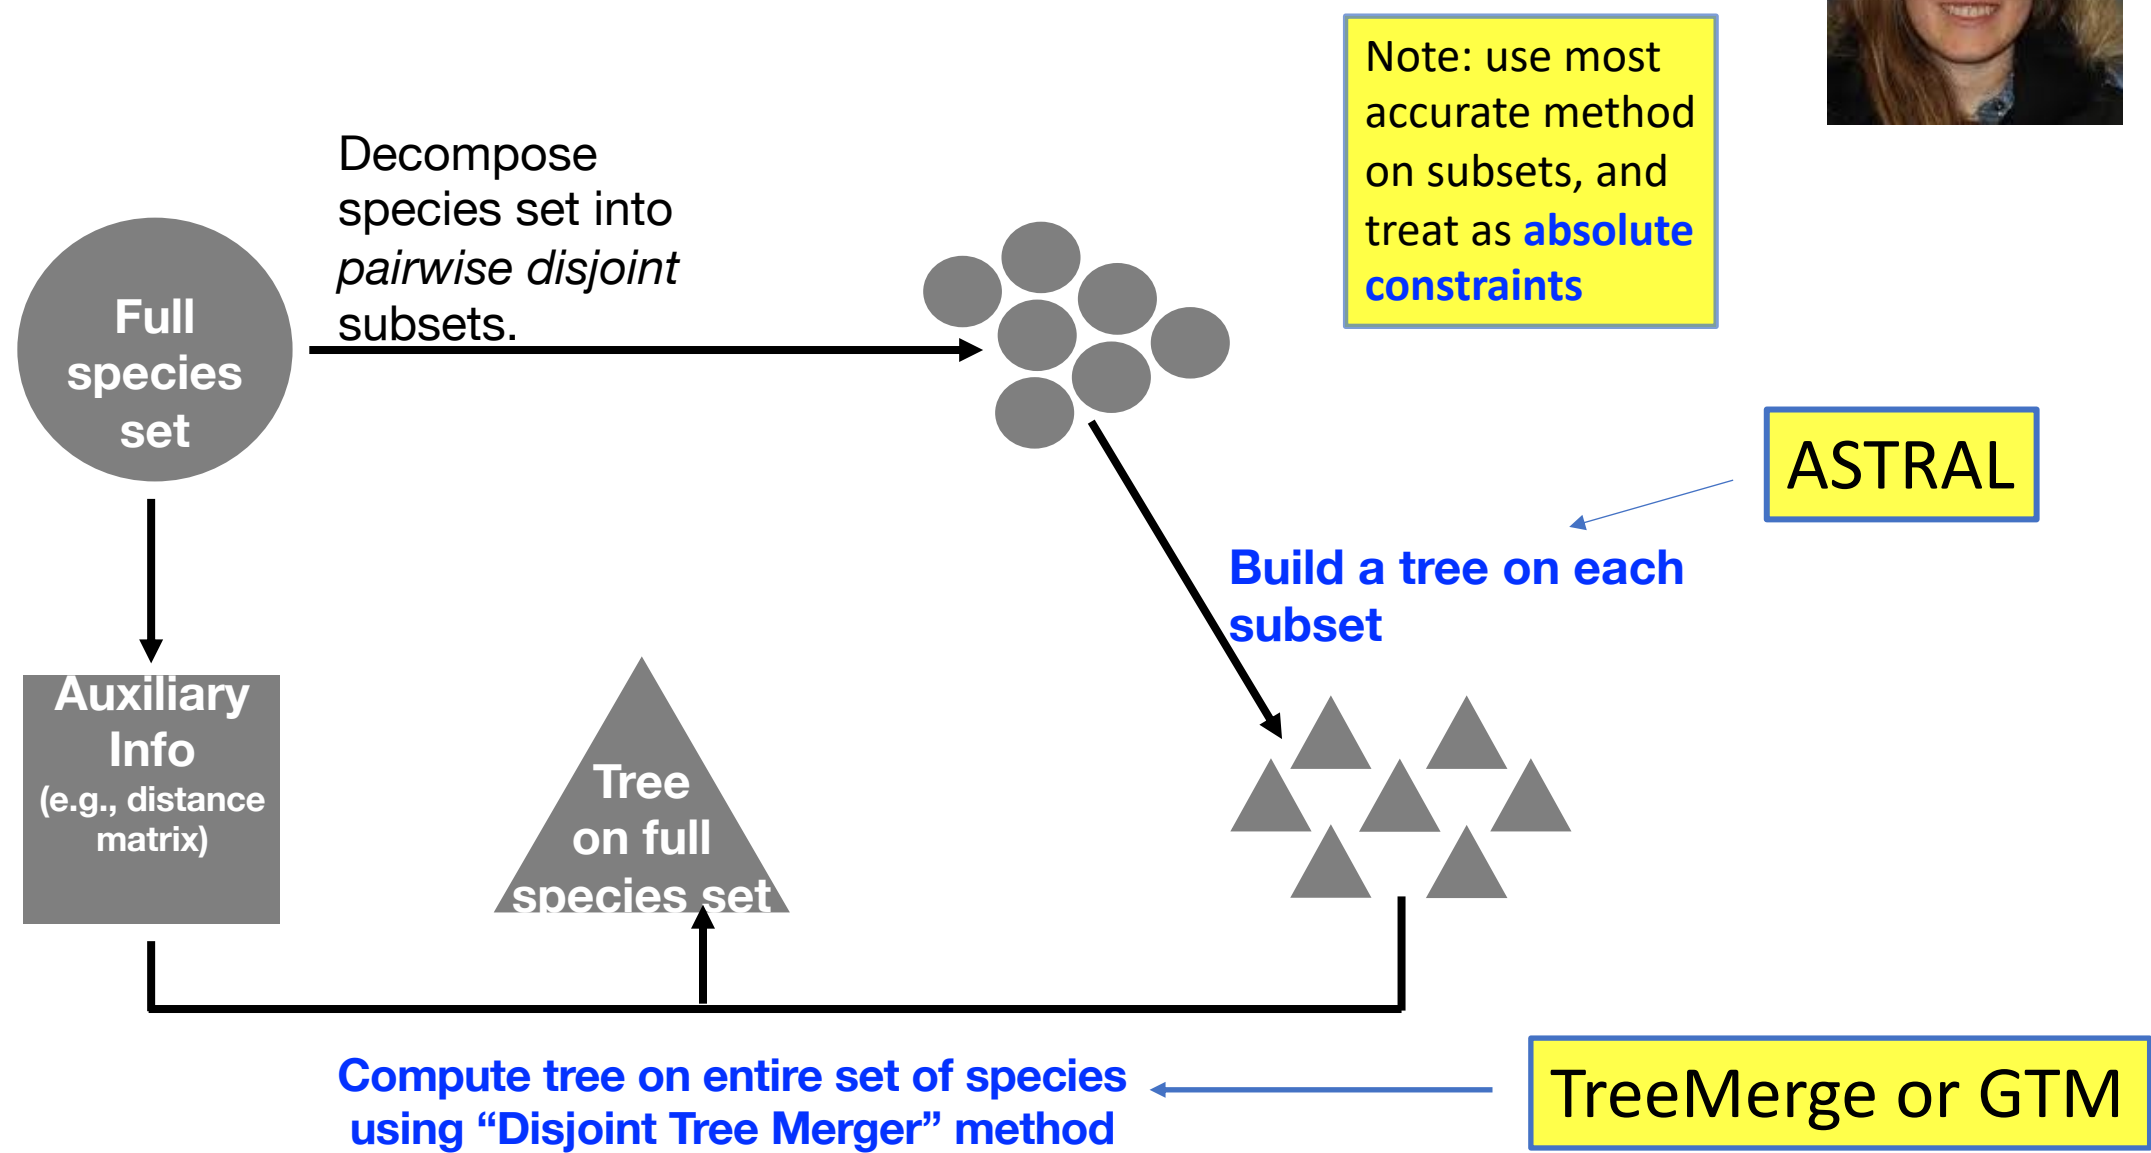 Note: use most
accurate method
on subsets, and
treat as absolute
constraints
Decompose
species set into
pairwise disjoint
subsets.
Full
species
set
ASTRAL
Build a tree on each
subset
Auxiliary
Info
(e.g., distance
matrix)
Tree
on full
species set
Compute tree on entire set of species
using “Disjoint Tree Merger” method
TreeMerge or GTM